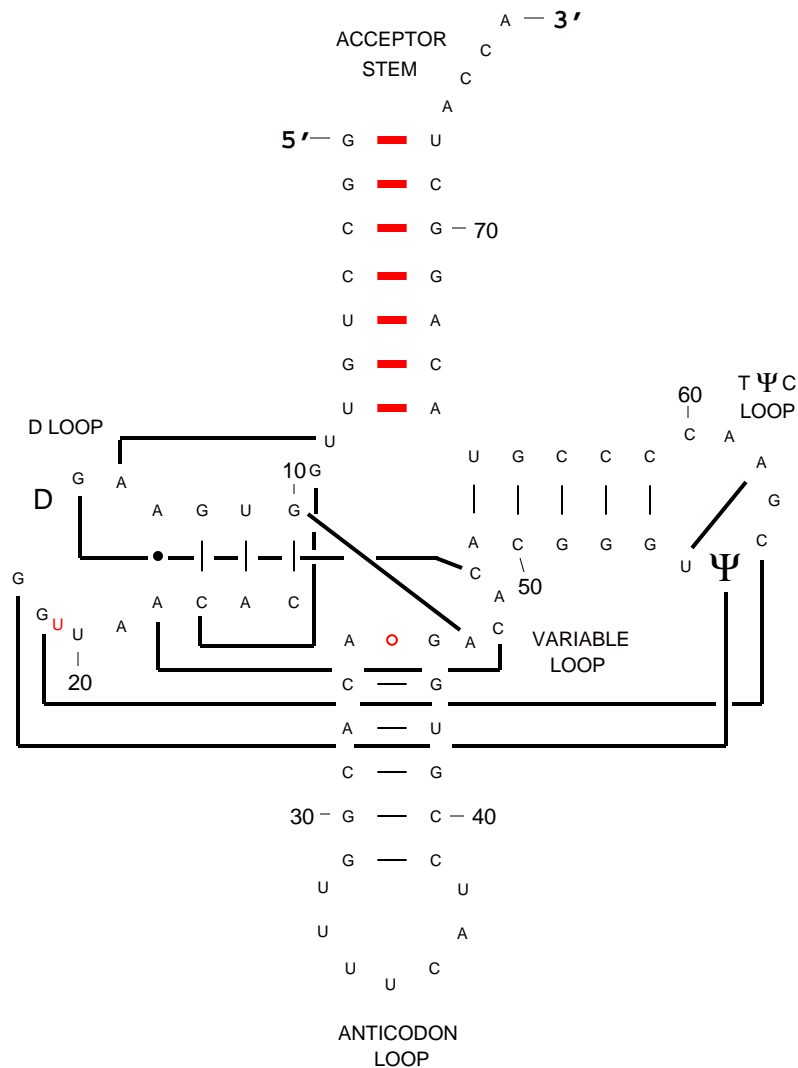 A 3′
ACCEPTOR C
STEM C
A
5′ G U
G C
C G 70
C G
U A
G C
T Ψ C
U A 60 LOOP
D LOOP C A
U U G C C C A
G A 10 G
D A G U G G
A C G G G U Ψ C
G C 50
A A C A C A
G U U A A G A C VARIABLE
20 LOOP
C G
A U
C G
30 G C 40
G C
U U
U A
U U C
ANTICODON
LOOP